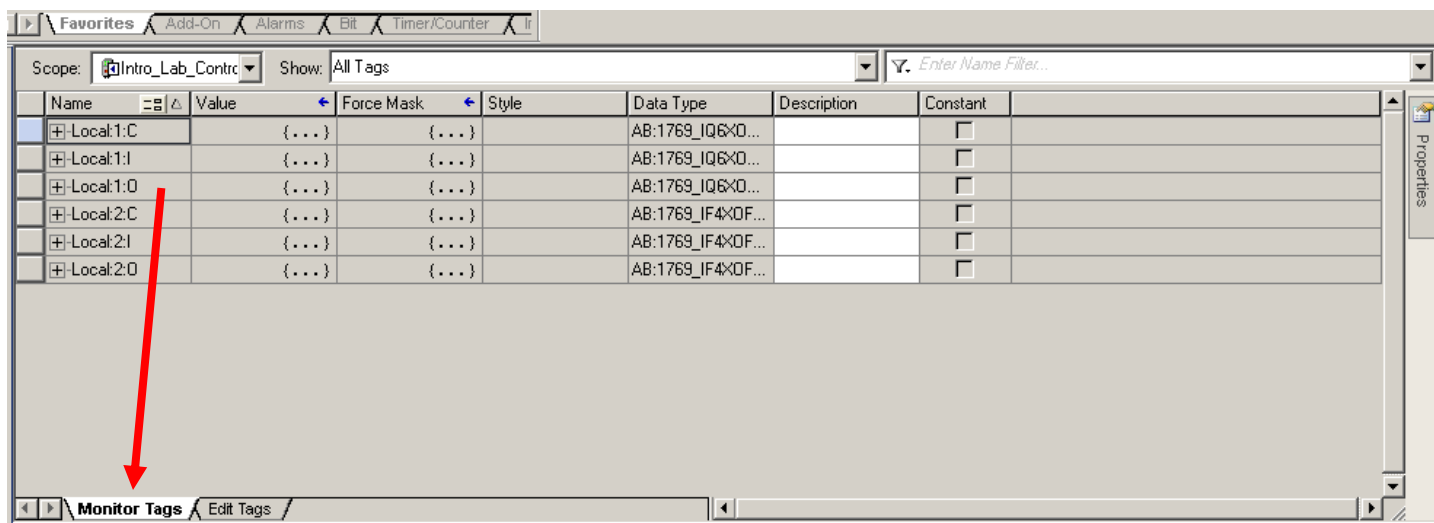 Favorites Add-On Alarms Bit Timer/Counter
Scope: Intro_Lab_Contrc Show: All Tags Enter Name Filter...
Name Value Force Mask Style Data Type Description Constant
Local:1:C {...} {...} AB:1769_IQ6XO...
Local:1:I {...} {...} AB:1769_IQ6XO...
Local:1:O {...} {...} AB:1769_IQ6XO...
Local:2:C {...} {...} AB:1769_IF4XOF...
Local:2:I {...} {...} AB:1769_IF4XOF...
Local:2:O {...} {...} AB:1769_IF4XOF...
Properties
Monitor Tags Edit Tags